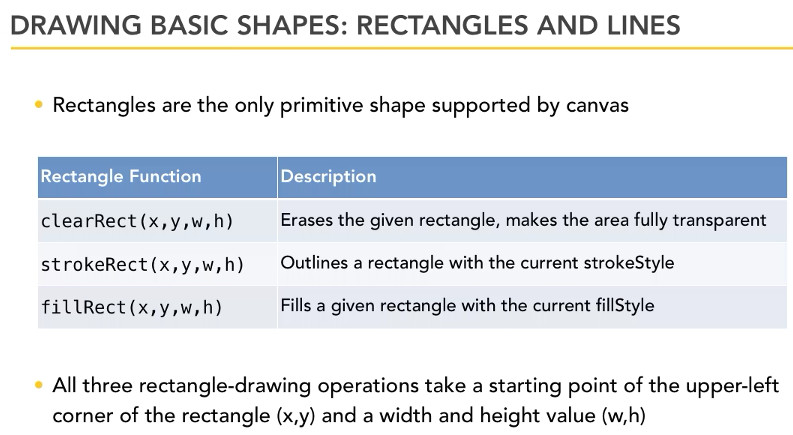 DRAWING BASIC SHAPES: RECTANGLES AND LINES
• Rectangles are the only primitive shape supported by canvas
Rectangle Function Description
clearRect(x,y,w,h) Erases the given rectangle, makes the area fully transparent
strokeRect(x,y,w,h) Outlines a rectangle with the current strokeStyle
fillRect(x,y,w,h) Fills a given rectangle with the current fillStyle
• All three rectangle-drawing operations take a starting point of the upper-left
corner of the rectangle (x,y) and a width and height value (w,h)